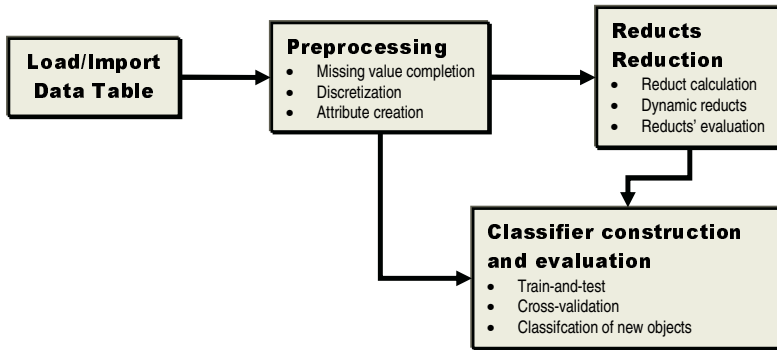 Load/Import
Data Table
Preprocessing
• Missing value completion
• Discretization
• Attribute creation
Reducts
Reduction
• Reduct calculation
• Dynamic reducts
• Reducts' evaluation
Classifier construction
and evaluation
• Train-and-test
• Cross-validation
• Classifcation of new objects